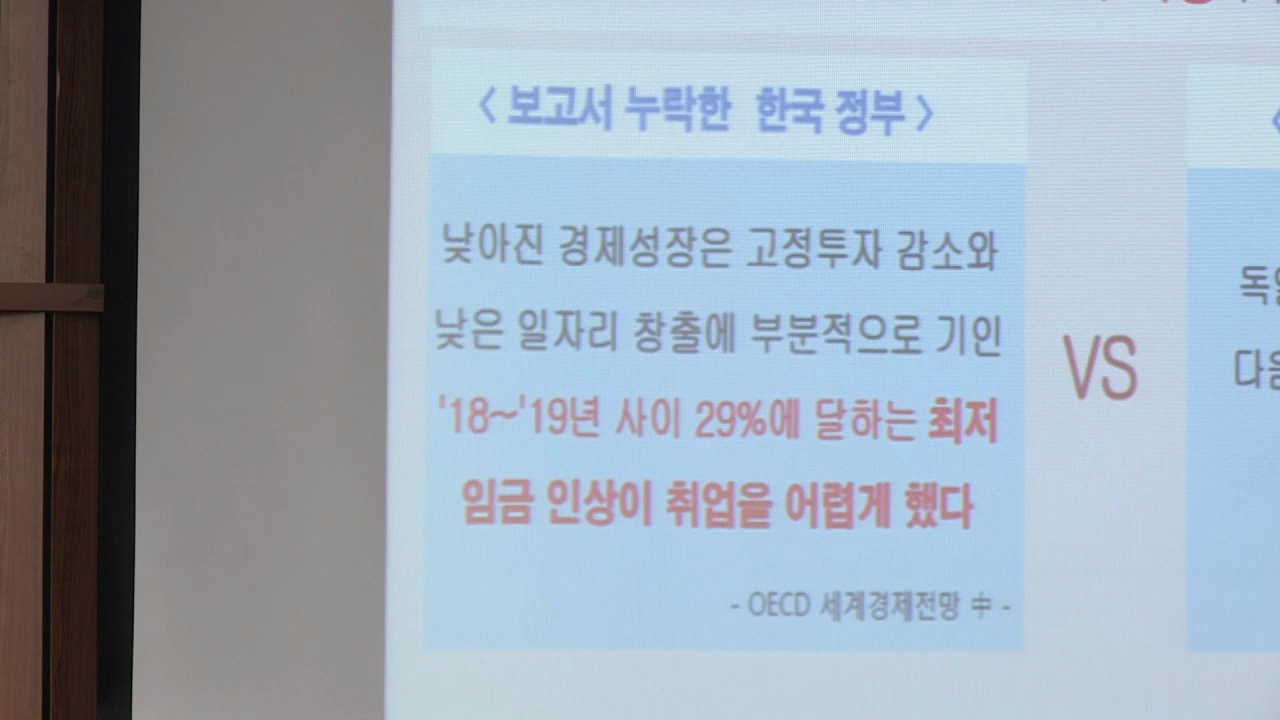 < 보고서 누락한 한국 정부 >
낮아진 경제성장은 고정투자 감소와
낮은 일자리 창출에 부분적으로 기인
'18~'19년 사이 29%에 달하는 최저
임금 인상이 취업을 어렵게 했다
- OECD 세계경제전망 中 -
VS
다음